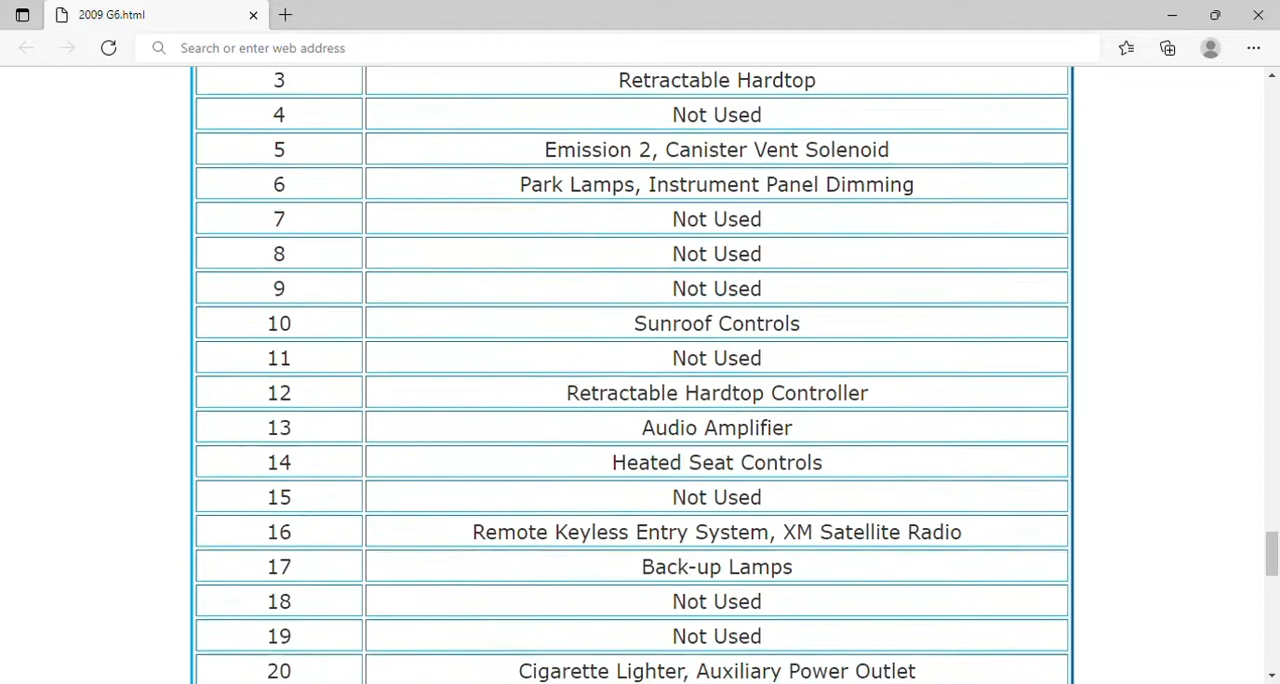 2009 G6.html
Search or enter web address
3 Retractable Hardtop
4 Not Used
5 Emission 2, Canister Vent Solenoid
6 Park Lamps, Instrument Panel Dimming
7 Not Used
8 Not Used
9 Not Used
10 Sunroof Controls
11 Not Used
12 Retractable Hardtop Controller
13 Audio Amplifier
14 Heated Seat Controls
15 Not Used
16 Remote Keyless Entry System, XM Satellite Radio
17 Back-up Lamps
18 Not Used
19 Not Used
20 Cigarette Lighter, Auxiliary Power Outlet